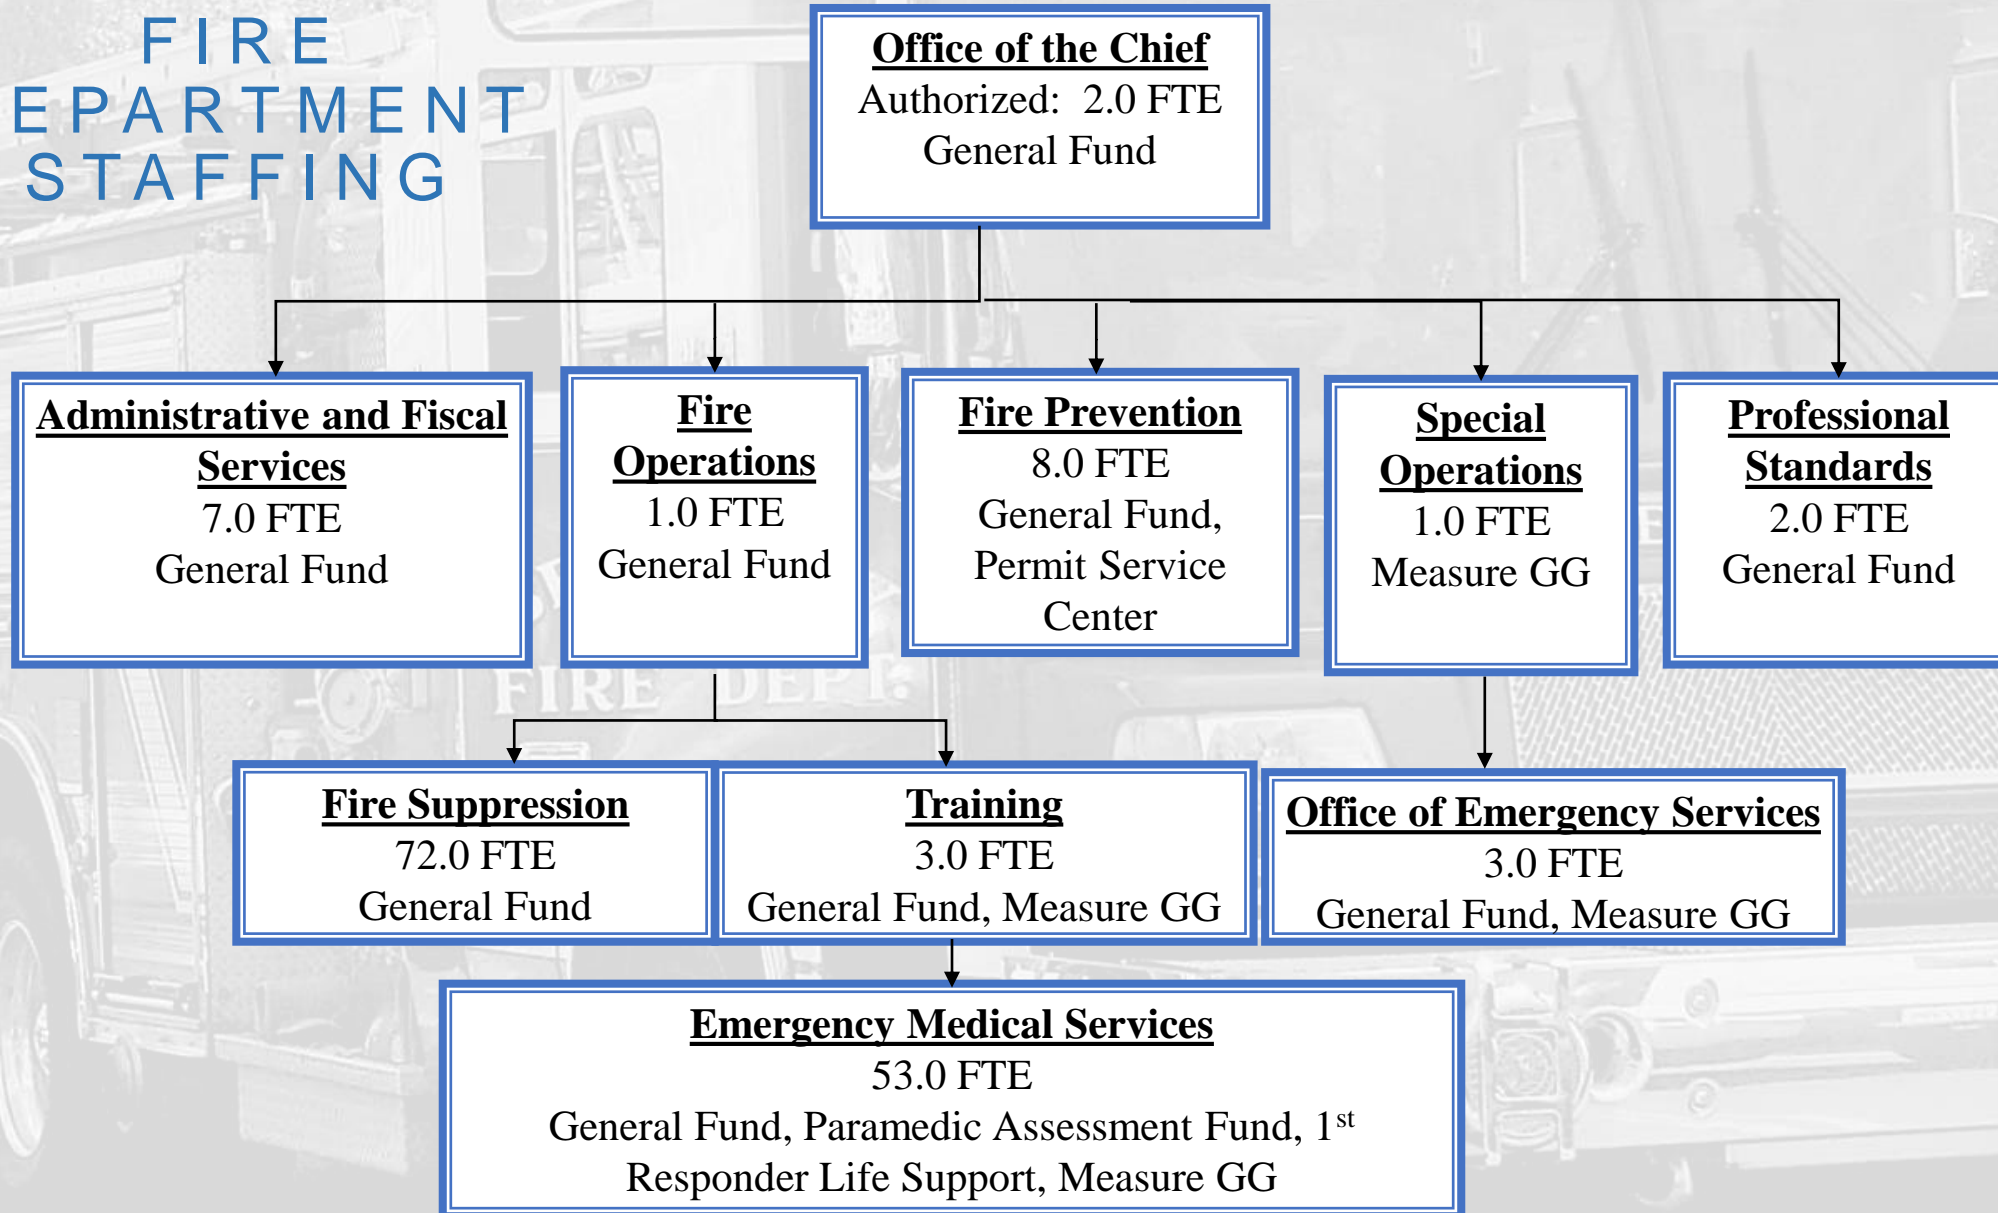 FIRE
EPARTMENT
STAFFING
Office of the Chief
Authorized: 2.0 FTE
General Fund
Administrative and Fiscal
Services
7.0 FTE
General Fund
Fire
Operations
1.0 FTE
General Fund
Fire Prevention
8.0 FTE
General Fund,
Permit Service
Center
Special
Operations
1.0 FTE
Measure GG
Professional
Standards
2.0 FTE
General Fund
FIRE DEPT.
Fire Suppression
72.0 FTE
General Fund
Training
3.0 FTE
General Fund, Measure GG
Office of Emergency Services
3.0 FTE
General Fund, Measure GG
Emergency Medical Services
53.0 FTE
General Fund, Paramedic Assessment Fund, 1st
Responder Life Support, Measure GG